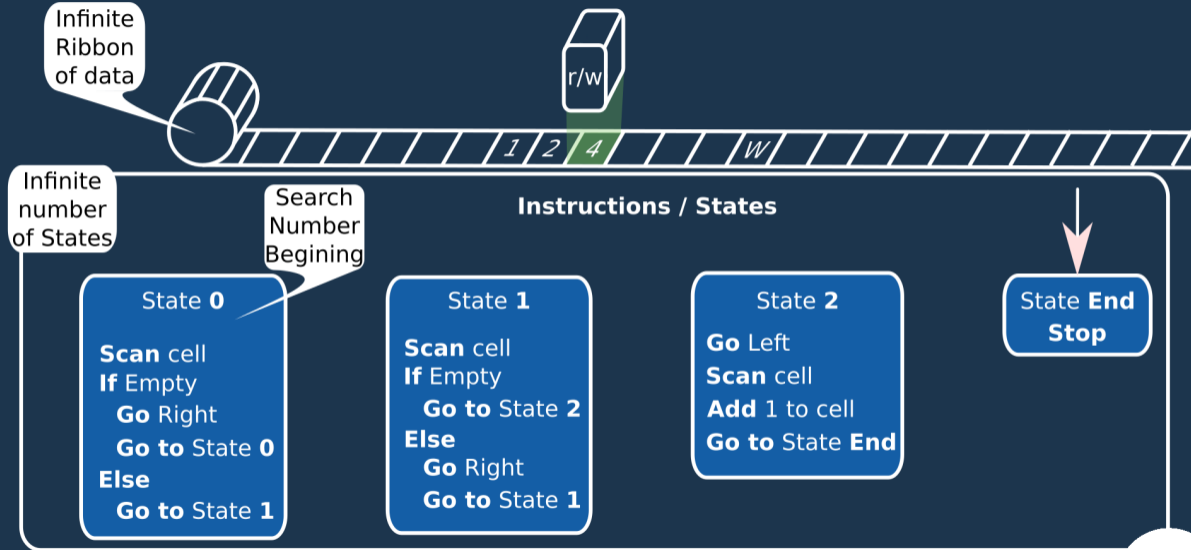 Infinite
Ribbon
of data
r/w
1 2 4 W
Infinite
number
of States
Search
Number
Begining
Instructions / States
State 0
Scan cell
If Empty
Go Right
Go to State 0
Else
Go to State 1
State 1
Scan cell
If Empty
Go to State 2
Else
Go Right
Go to State 1
State 2
Go Left
Scan cell
Add 1 to cell
Go to State End
State End
Stop